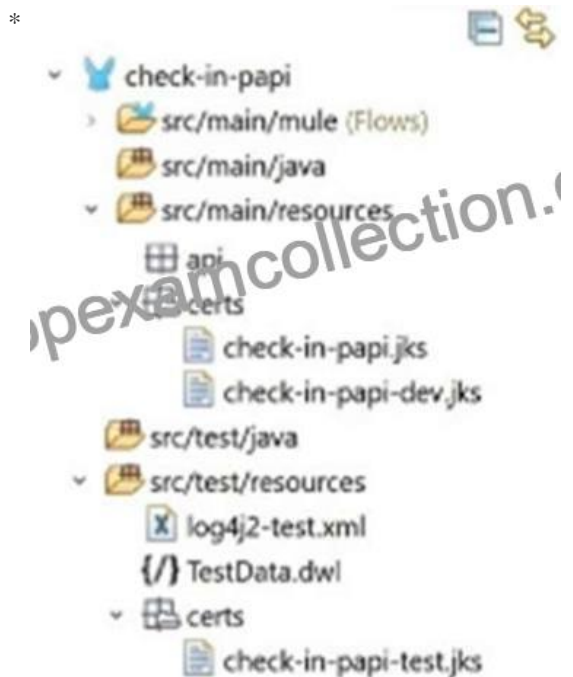 *
check-in-papi
src/main/mule (Flows)
src/main/java
src/main/resources
api
certs
check-in-papi.jks
check-in-papi-dev.jks
src/test/java
src/test/resources
log4j2-test.xml
{/} TestData.dwl
certs
check-in-papi-test.jks
pexamcollection.